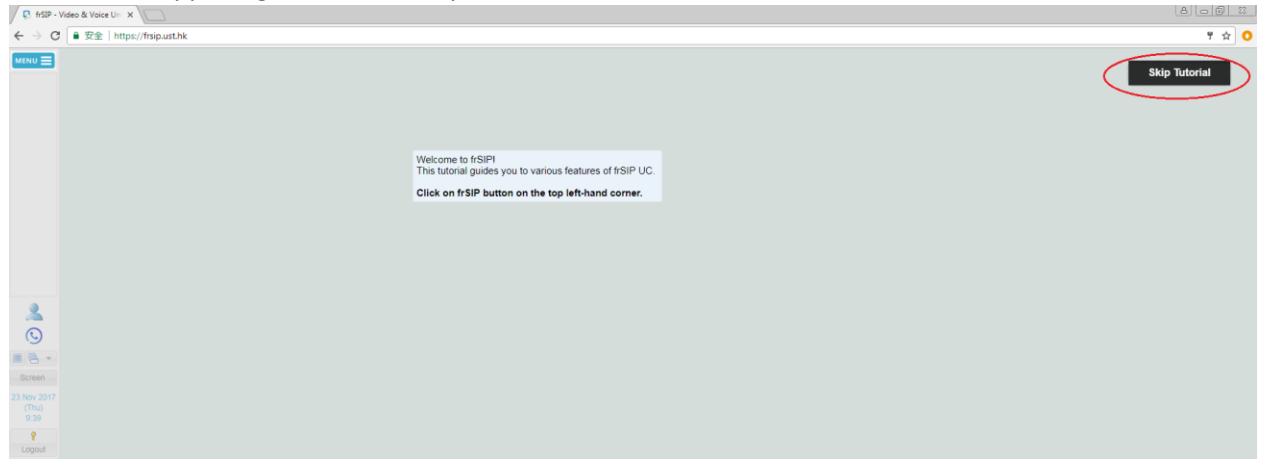 frSIP - Video & Voice Un
安全 | https://frsip.ust.hk
MENU
Skip Tutorial
Welcome to frSIP!
This tutorial guides you to various features of frSIP UC.
Click on frSIP button on the top left-hand corner.
Screen
23 Nov 2017
(Thu)
9:39
Logout